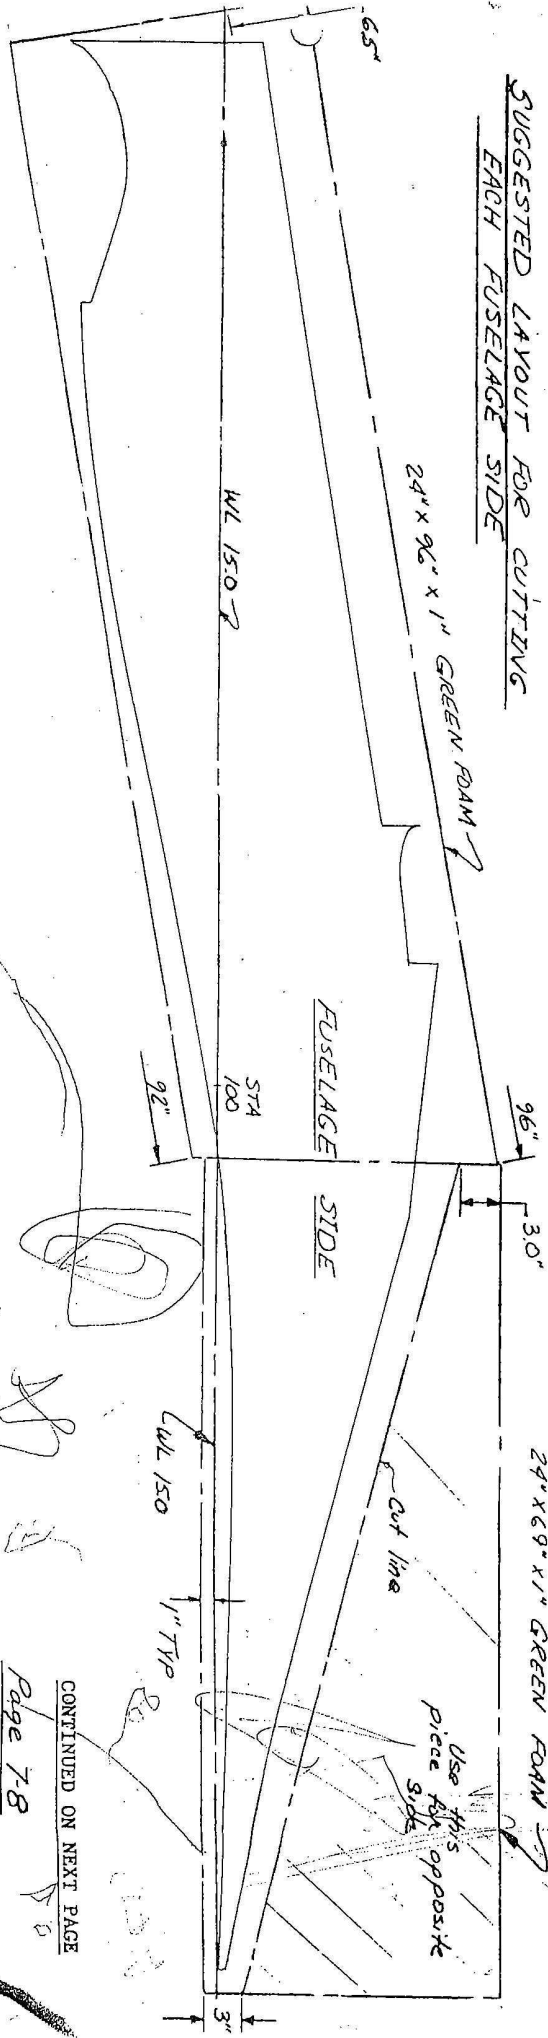 SUGGESTED LAYOUT FOR CUTTING
EACH FUSELAGE SIDE
6.5"
24" x 96" x 1" GREEN FOAM
WL 15.0
96"
3.0"
24" x 69" x 1" GREEN FOAM
FUSELAGE SIDE
STA
100
92"
Cut line
Use this
piece for opposite
side
WL 15.0
1" TYP
3"
CONTINUED ON NEXT PAGE
Page 7-8